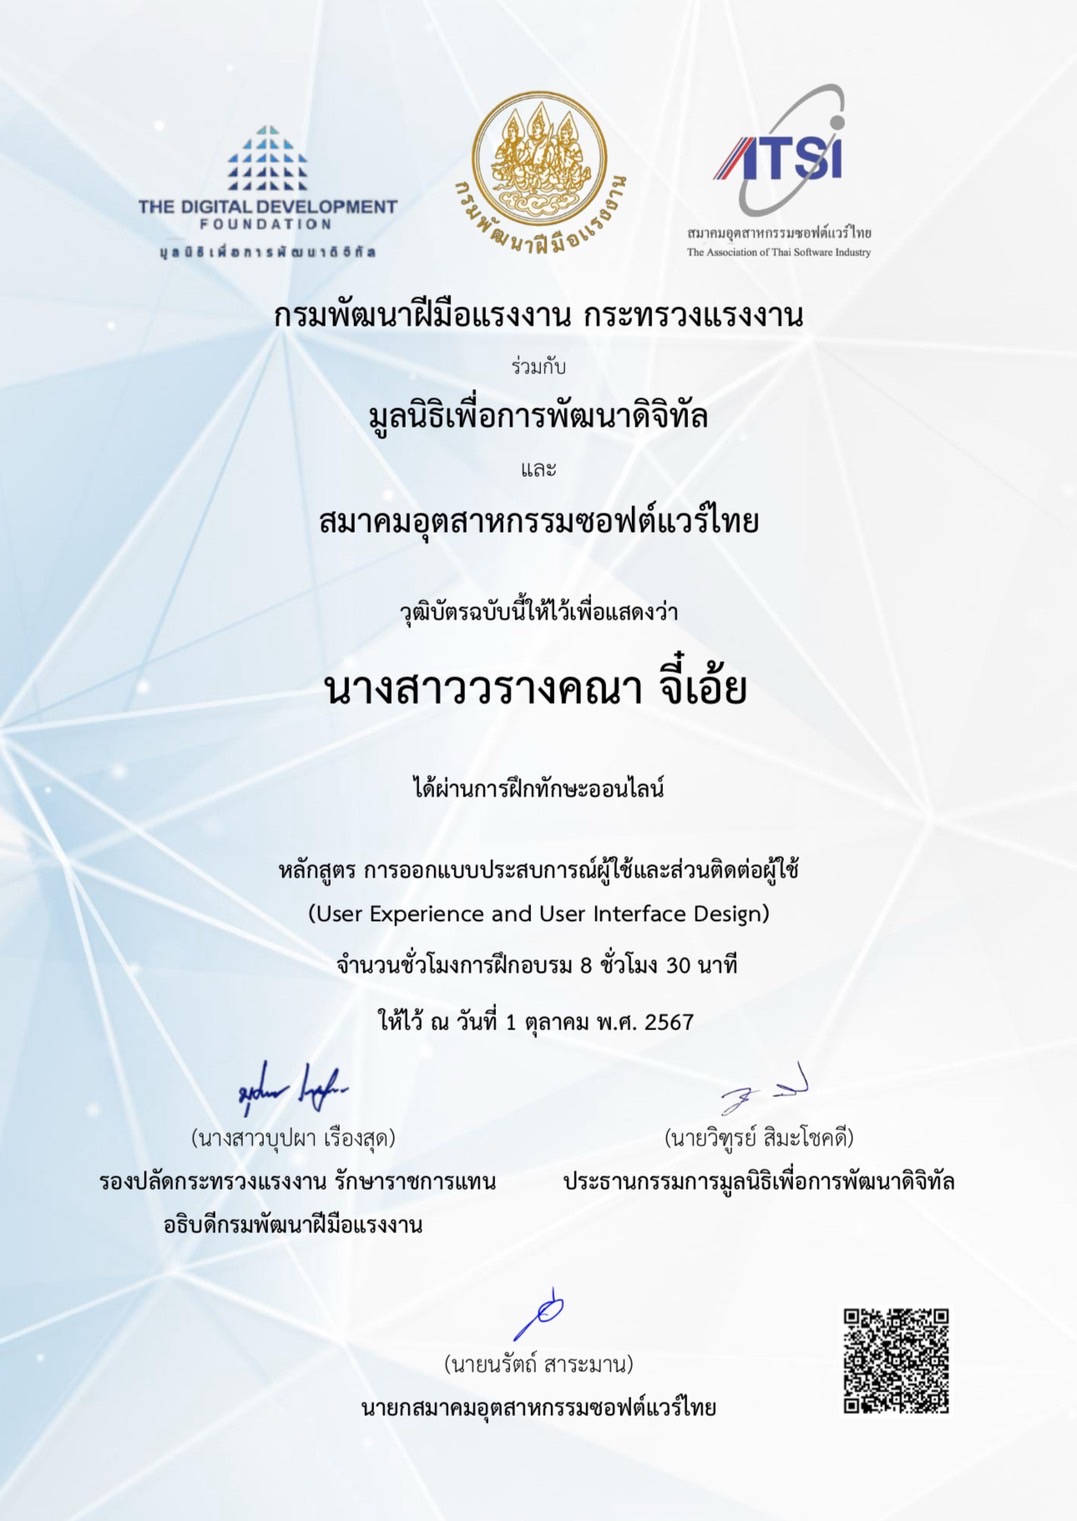 THE DIGITAL DEVELOPMENT
FOUNDATION
มูลนิธิเพื่อการพัฒนาดิจิทัล
กรมพัฒนาฝีมือแรงงาน
ATSI
สมาคมอุตสาหกรรมซอฟต์แวร์ไทย
The Association of Thai Software Industry
กรมพัฒนาฝีมือแรงงาน กระทรวงแรงงาน
ร่วมกับ
มูลนิธิเพื่อการพัฒนาดิจิทัล
และ
สมาคมอุตสาหกรรมซอฟต์แวร์ไทย
วุฒิบัตรฉบับนี้ให้ไว้เพื่อแสดงว่า
นางสาววรางคณา จี๋เอ้ย
ได้ผ่านการฝึกทักษะออนไลน์
หลักสูตร การออกแบบประสบการณ์ผู้ใช้และส่วนติดต่อผู้ใช้
(User Experience and User Interface Design)
จำนวนชั่วโมงการฝึกอบรม 8 ชั่วโมง 30 นาที
ให้ไว้ ณ วันที่ 1 ตุลาคม พ.ศ. 2567
(นางสาวบุปผา เรืองสุด)
รองปลัดกระทรวงแรงงาน รักษาราชการแทน
อธิบดีกรมพัฒนาฝีมือแรงงาน
(นายวิฑูรย์ สิมะโชคดี)
ประธานกรรมการมูลนิธิเพื่อการพัฒนาดิจิทัล
(นายนรัตถ์ สาระมาน)
นายกสมาคมอุตสาหกรรมซอฟต์แวร์ไทย